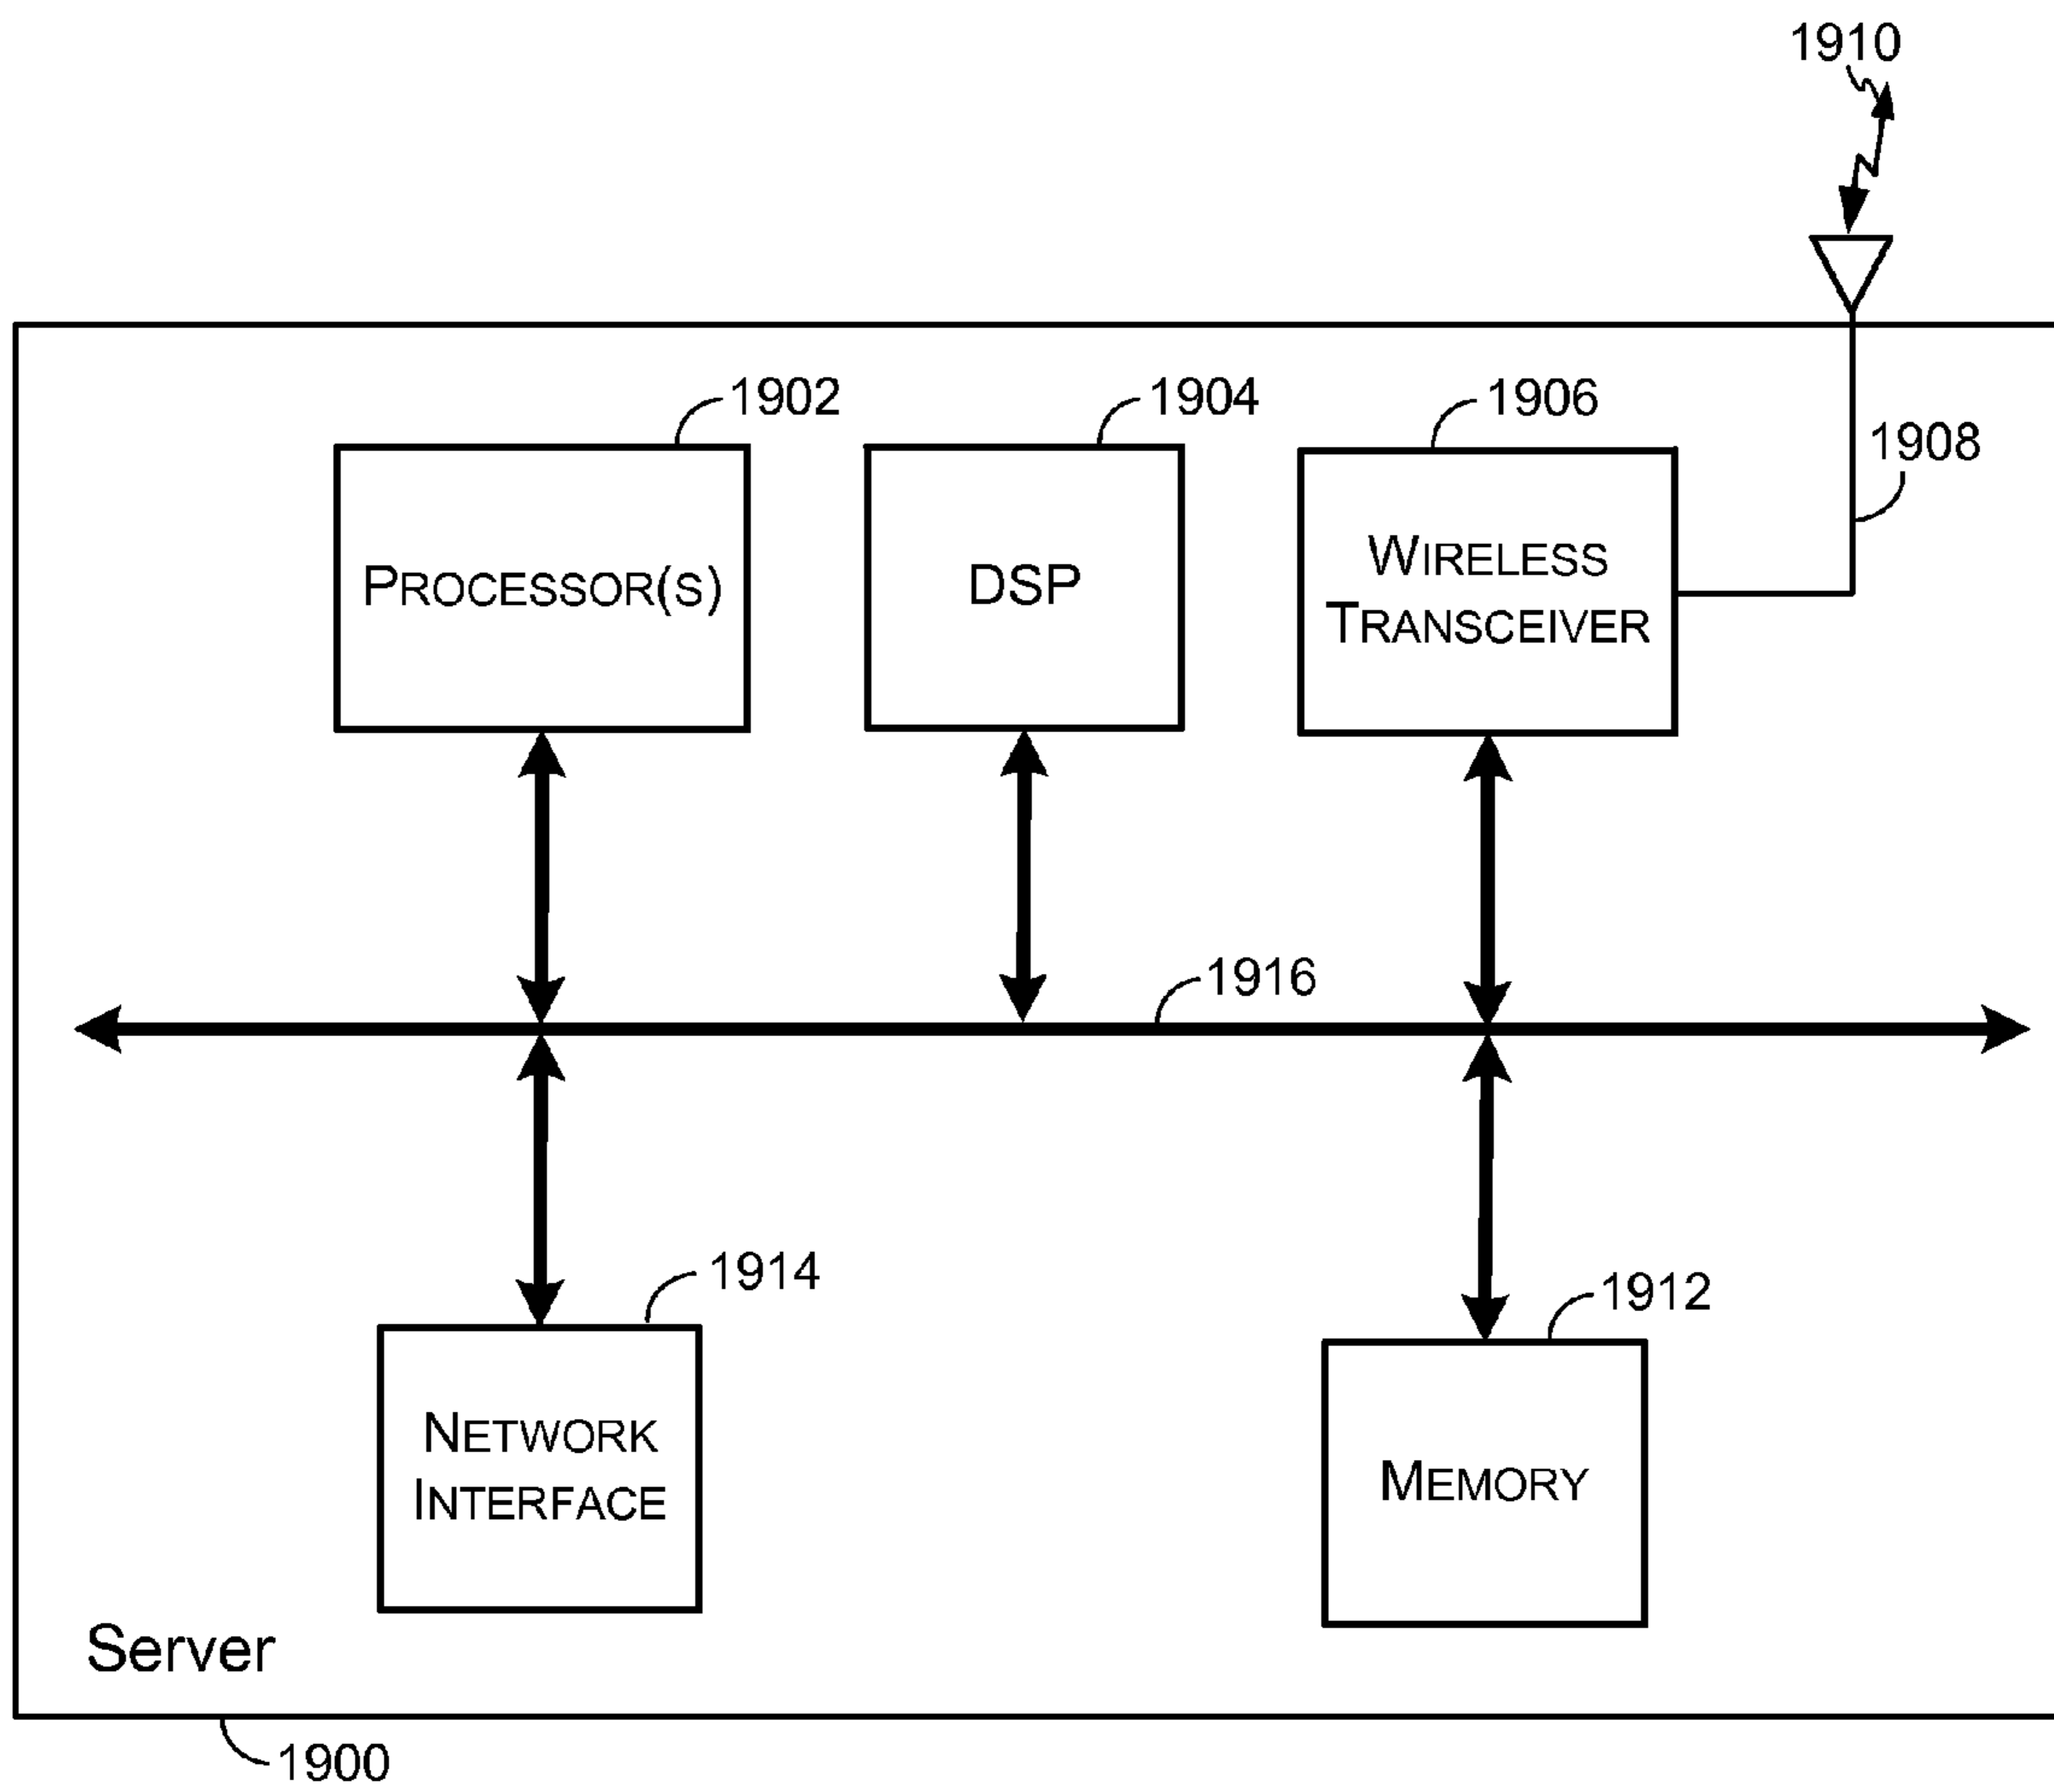 1910
1902
1904
1906
1908
PROCESSOR(S)
DSP
WIRELESS
TRANSCEIVER
1916
1914
1912
NETWORK
INTERFACE
MEMORY
Server
1900